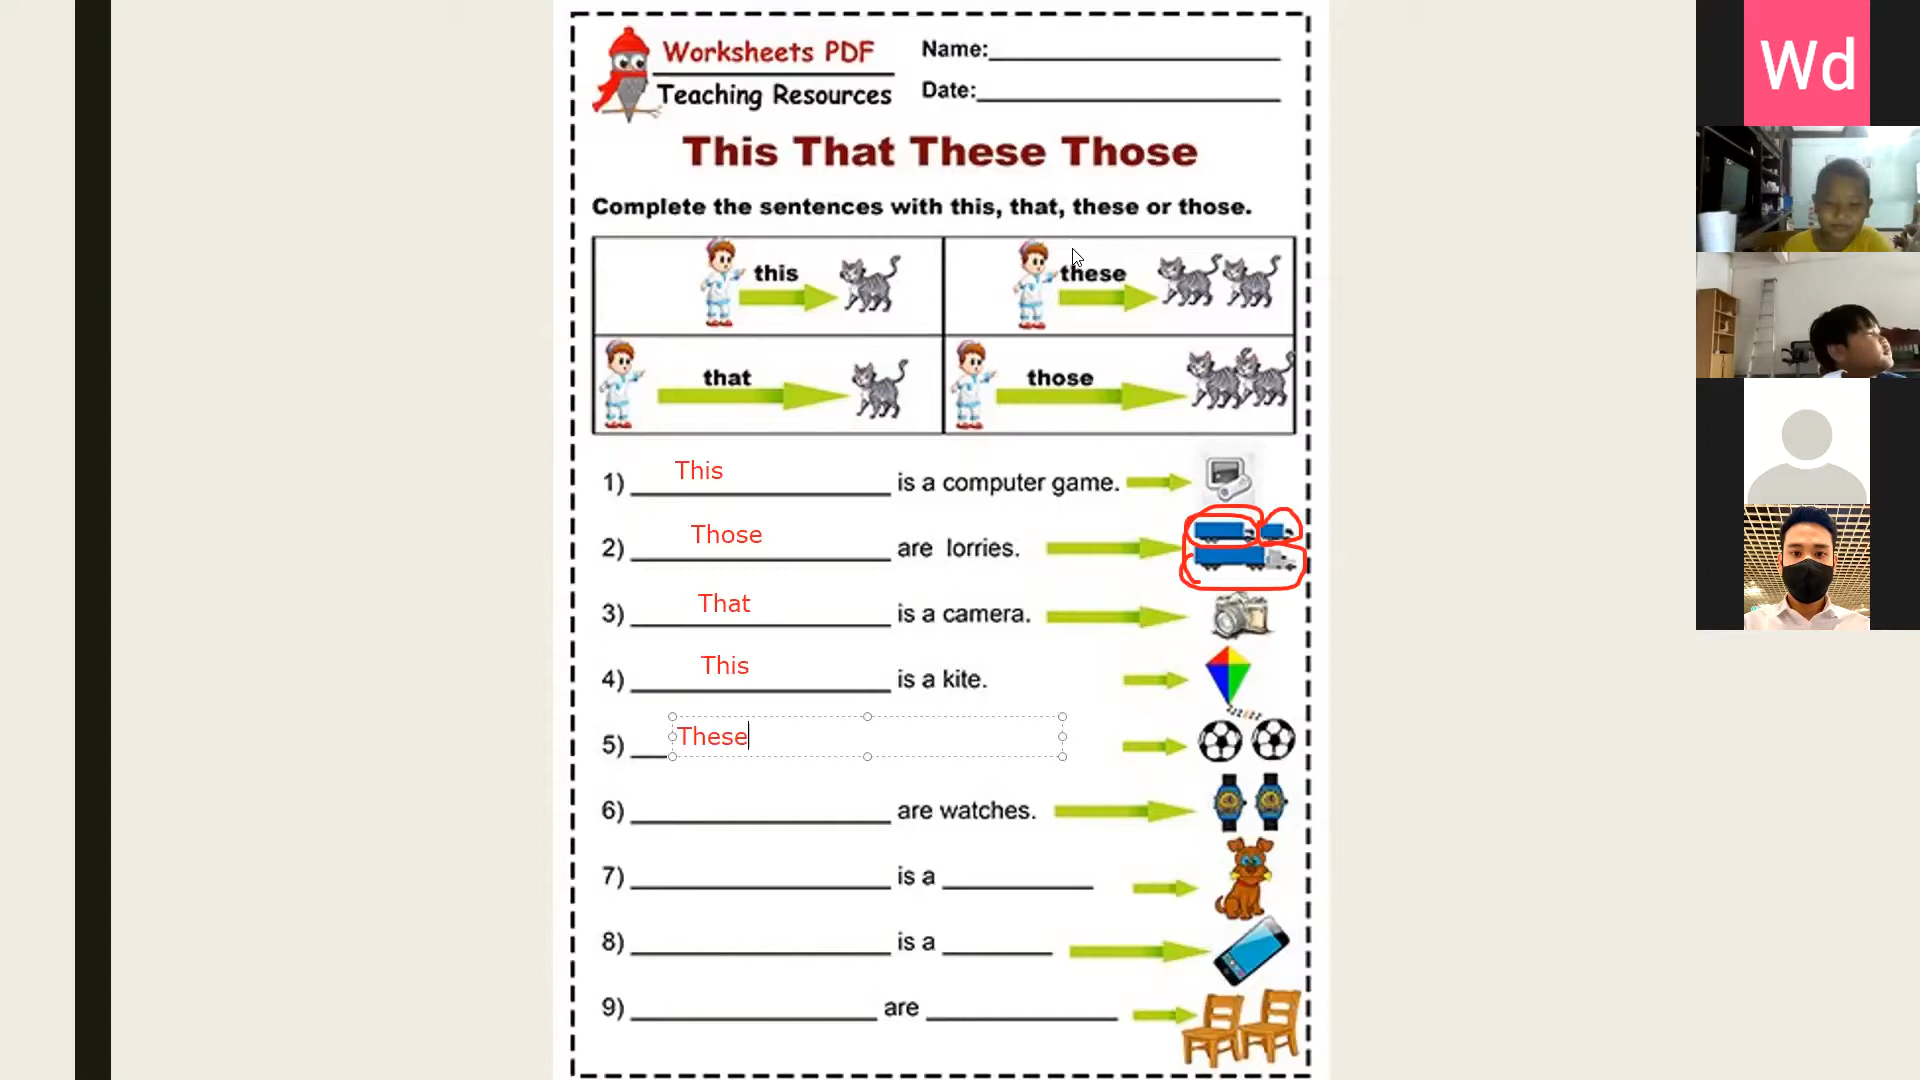 Worksheets PDF
Teaching Resources
Name:
Date:
This That These Those
Complete the sentences with this, that, these or those.
this
these
that
those
1) This is a computer game.
2) Those are lorries.
3) That is a camera.
4) This is a kite.
5) These
6) are watches.
7) is a
8) is a
9) are
Wd